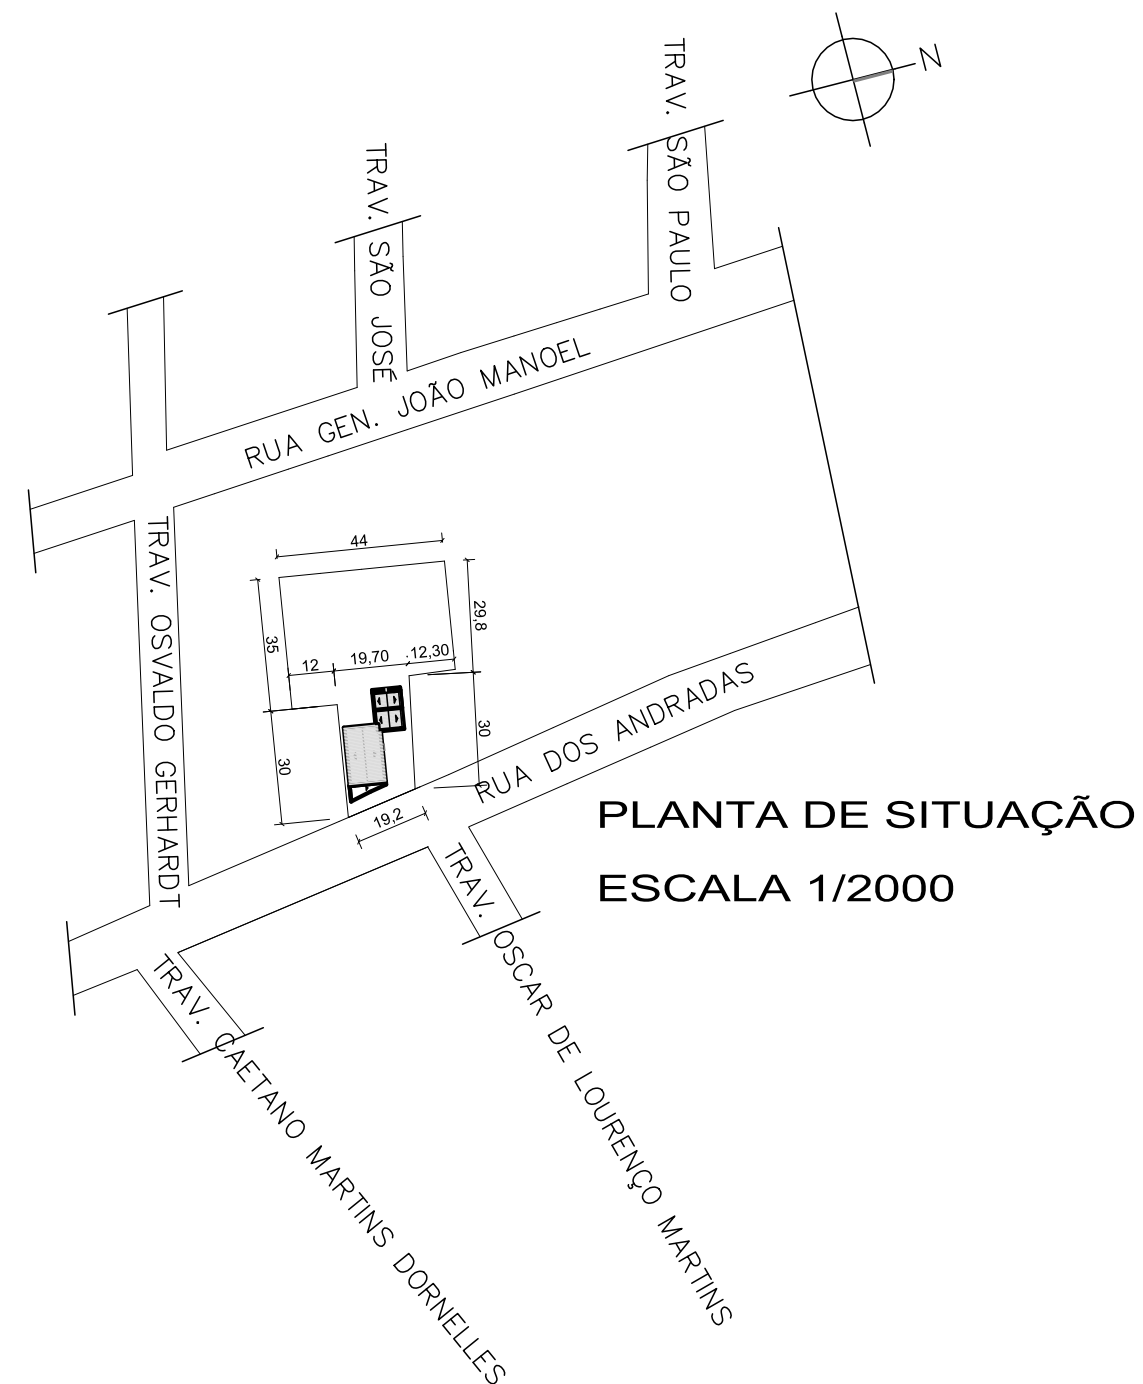 N
TRAV. SÃO PAULO
TRAV. SÃO JOSÉ
RUA GEN. JOÃO MANOEL
TRAV. OSVALDO GERHARDT
44
35
29,8
12
19,70
12,30
30
30
19,2
RUA DOS ANDRADAS
PLANTA DE SITUAÇÃO
ESCALA 1/2000
TRAV. OSCAR DE LOURENÇO MARTINS
TRAV. CAETANO MARTINS DORNELLES